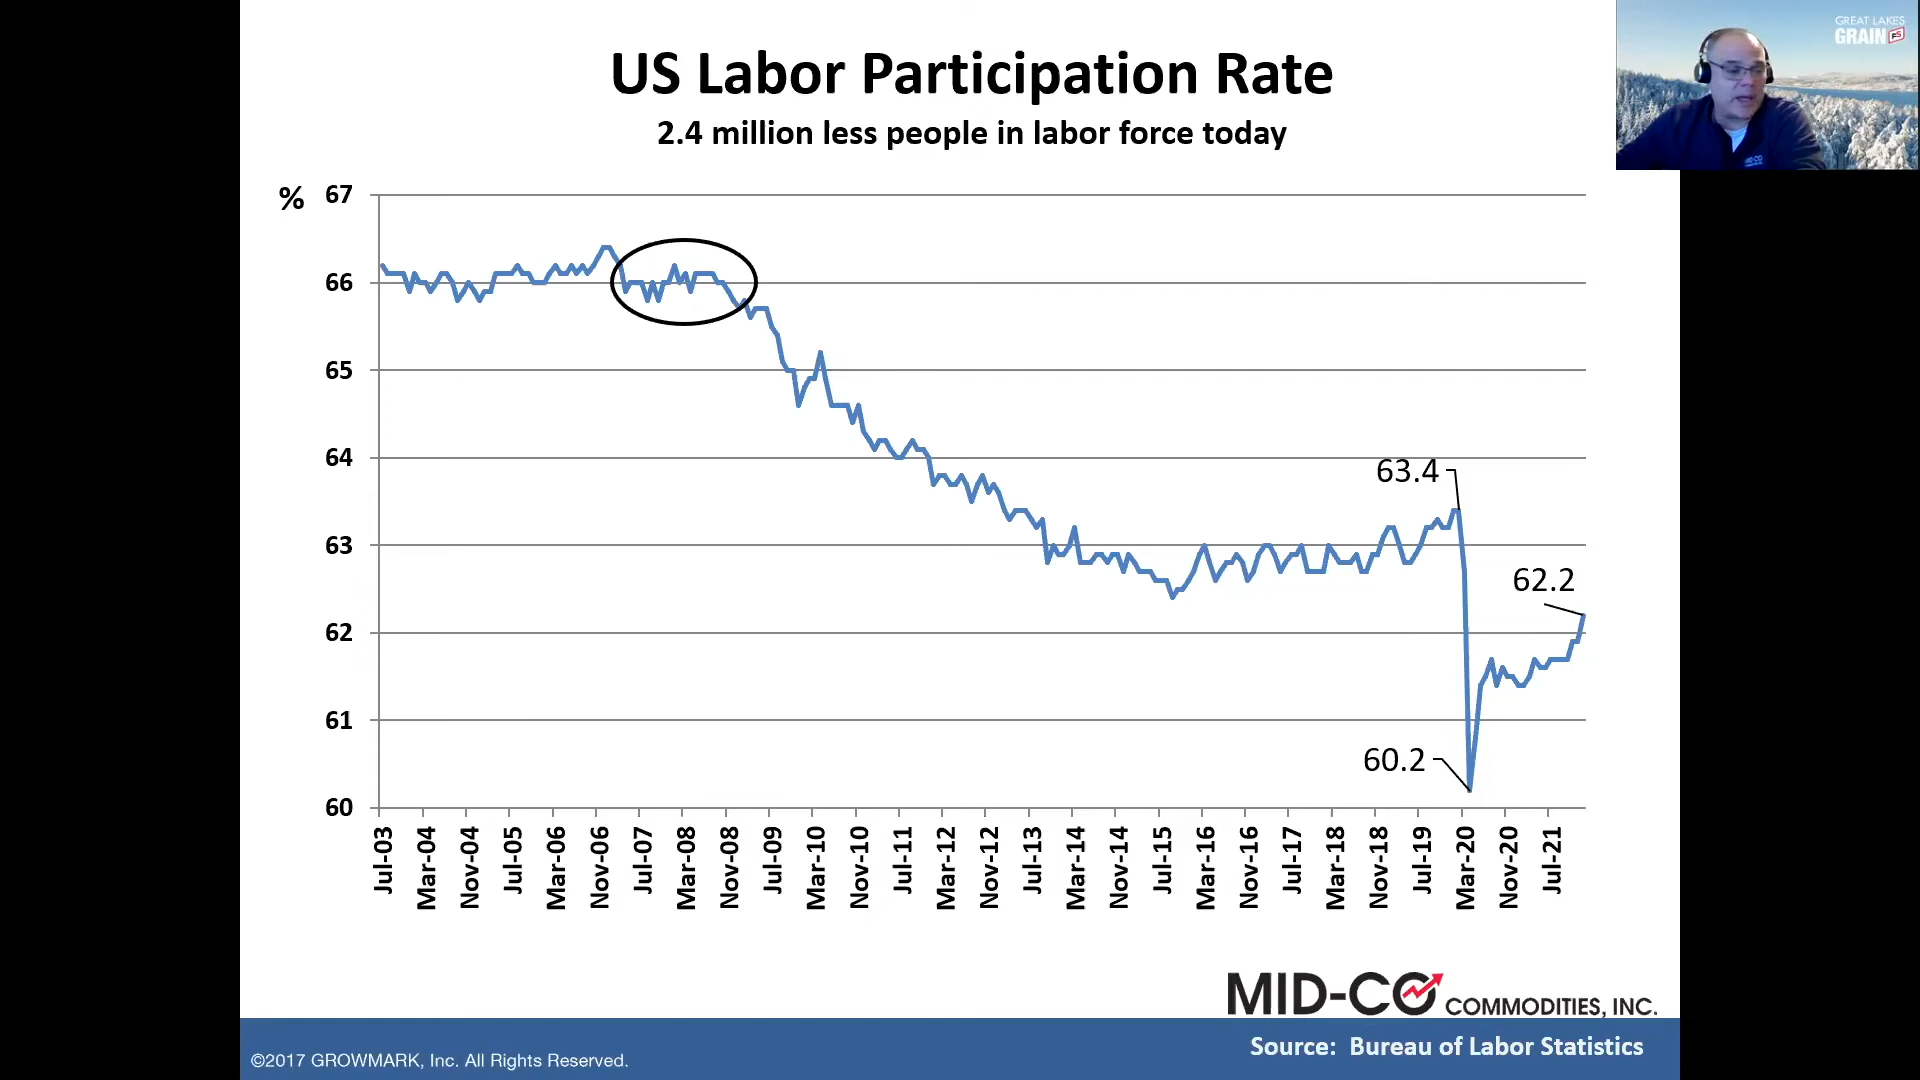 US Labor Participation Rate
2.4 million less people in labor force today
GREAT LAKES
GRAIN FS
%
67
66
65
64
63
62
61
60
63.4
62.2
60.2
Jul-03
Mar-04
Nov-04
Jul-05
Mar-06
Nov-06
Jul-07
Mar-08
Nov-08
Jul-09
Mar-10
Nov-10
Jul-11
Mar-12
Nov-12
Jul-13
Mar-14
Nov-14
Jul-15
Mar-16
Nov-16
Jul-17
Mar-18
Nov-18
Jul-19
Mar-20
Nov-20
Jul-21
MID-CO COMMODITIES, INC.
Source: Bureau of Labor Statistics
©2017 GROWMARK, Inc. All Rights Reserved.
MID-CO